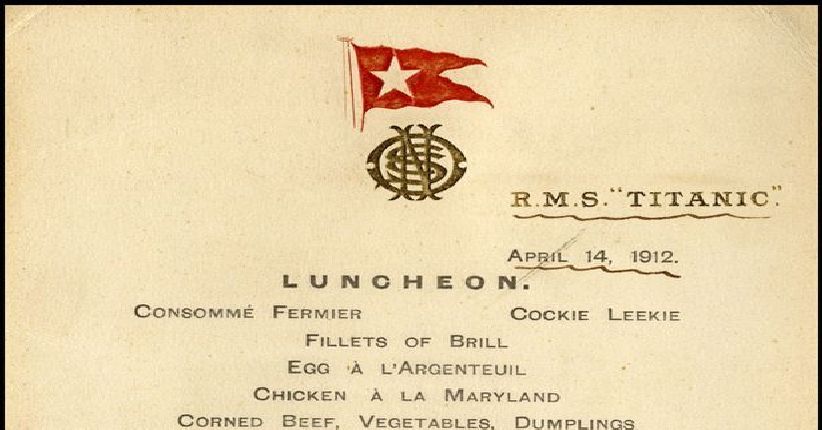 R.M.S. "TITANIC".
APRIL 14, 1912.
LUNCHEON.
CONSOMMÉ FERMIER COCKIE LEEKIE
FILLETS OF BRILL
EGG À L'ARGENTEUIL
CHICKEN À LA MARYLAND
CORNED BEEF, VEGETABLES, DUMPLINGS